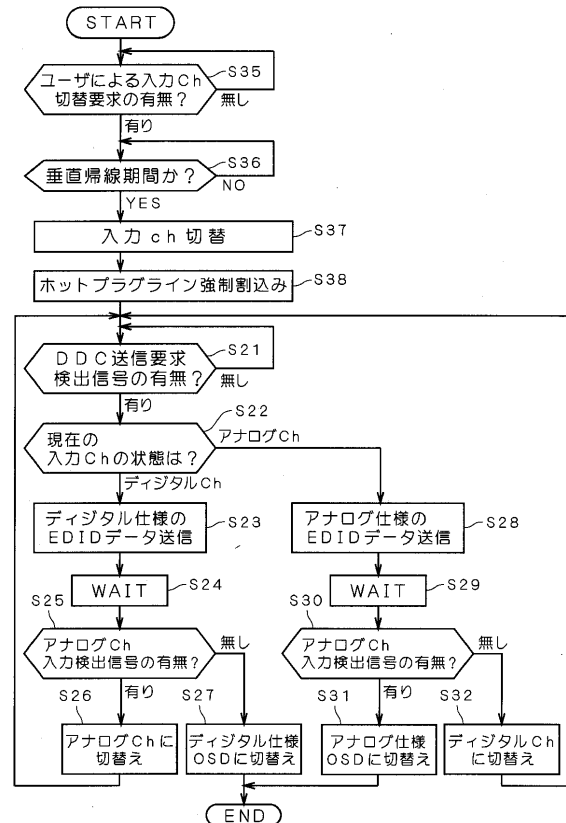 START
ユーザによる入力Ch
切替要求の有無?
S35
無し
有り
垂直帰線期間か?
S36
NO
YES
入力ch切替
S37
ホットプラグライン強制割込み
S38
DDC送信要求
検出信号の有無?
S21
無し
有り
S22
現在の
入力Chの状態は?
アナログCh
ディジタルCh
ディジタル仕様の
EDIDデータ送信
S23
アナログ仕様の
EDIDデータ送信
S28
WAIT
S24
WAIT
S29
S25
アナログCh
入力検出信号の有無?
無し
有り
S30
アナログCh
入力検出信号の有無?
無し
有り
S26
アナログChに
切替え
S27
ディジタル仕様
OSDに切替え
S31
アナログ仕様
OSDに切替え
S32
ディジタルCh
に切替え
END